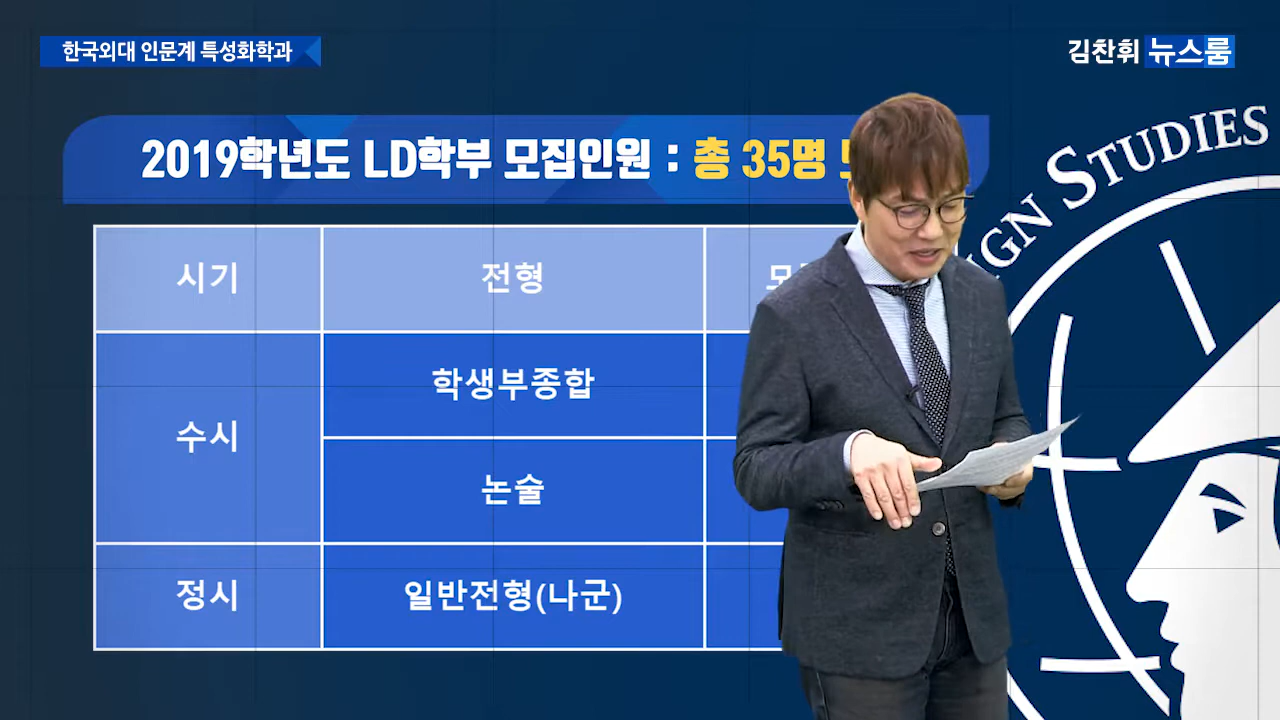 한국외대 인문계 특성화학과
김찬휘 뉴스룸
2019학년도 LD학부 모집인원 : 총 35명
STUDIES
시기
전형
수시
학생부종합
논술
정시
일반전형(나군)